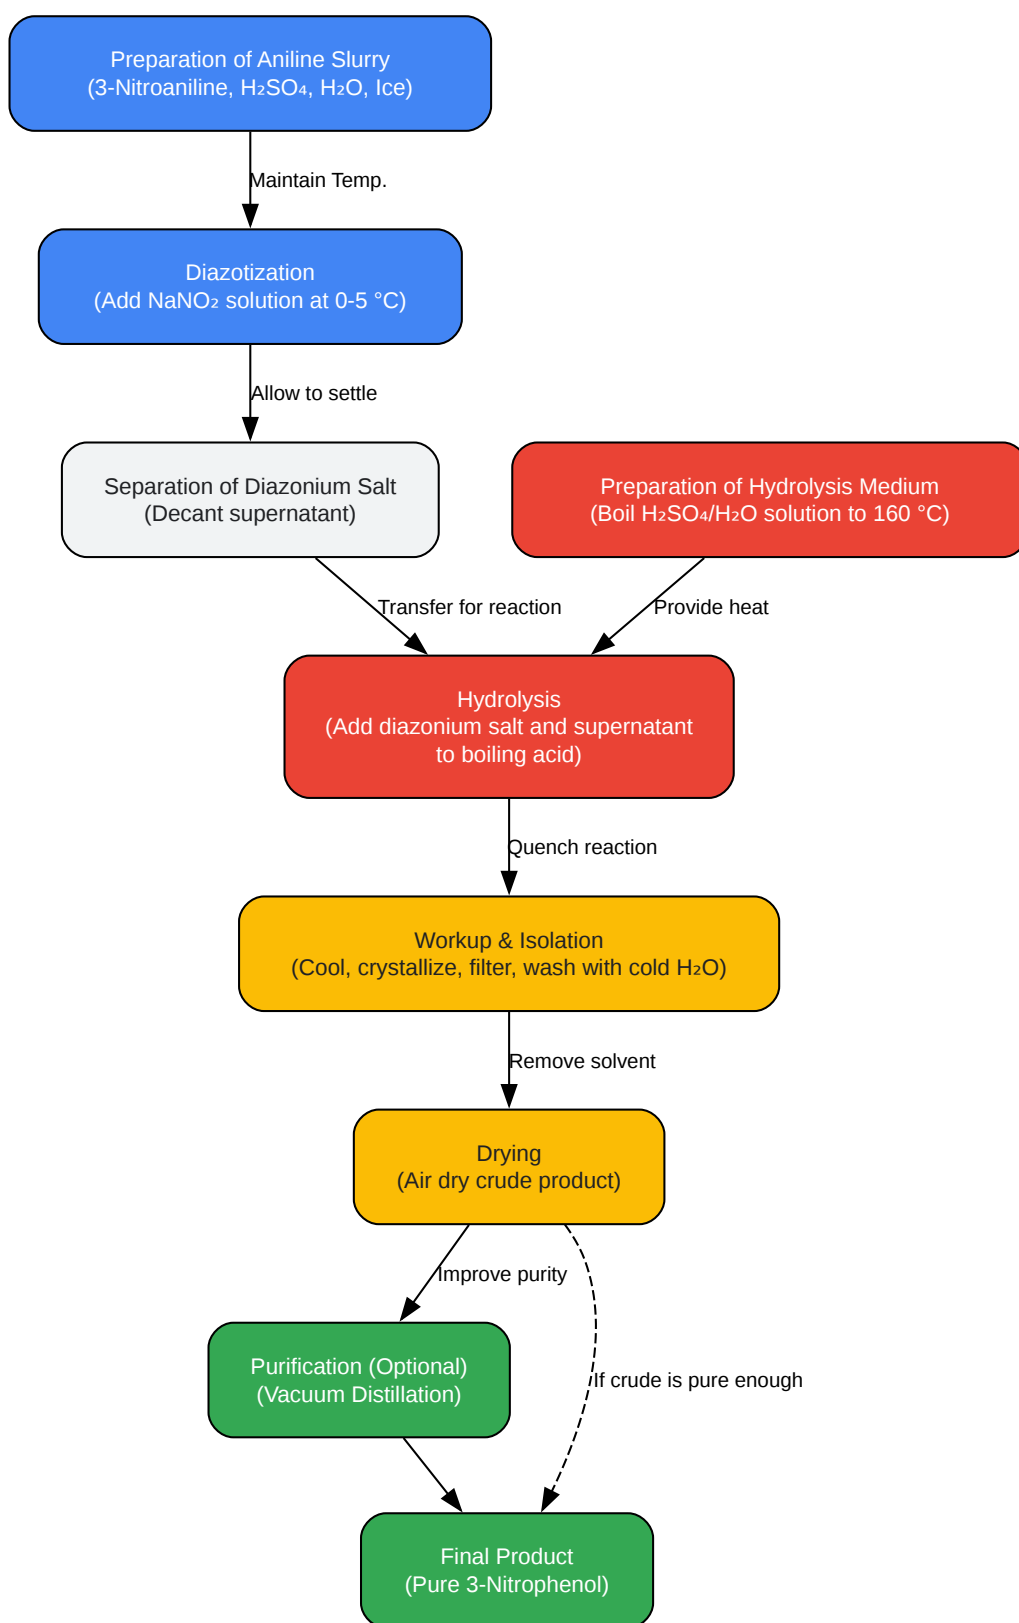 Preparation of Aniline Slurry
(3-Nitroaniline, H₂SO₄, H₂O, Ice)
Maintain Temp.
Diazotization
(Add NaNO₂ solution at 0-5 °C)
Allow to settle
Separation of Diazonium Salt
(Decant supernatant)
Preparation of Hydrolysis Medium
(Boil H₂SO₄/H₂O solution to 160 °C)
Transfer for reaction
Provide heat
Hydrolysis
(Add diazonium salt and supernatant
to boiling acid)
Quench reaction
Workup & Isolation
(Cool, crystallize, filter, wash with cold H₂O)
Remove solvent
Drying
(Air dry crude product)
Improve purity
Purification (Optional)
(Vacuum Distillation)
If crude is pure enough
Final Product
(Pure 3-Nitrophenol)